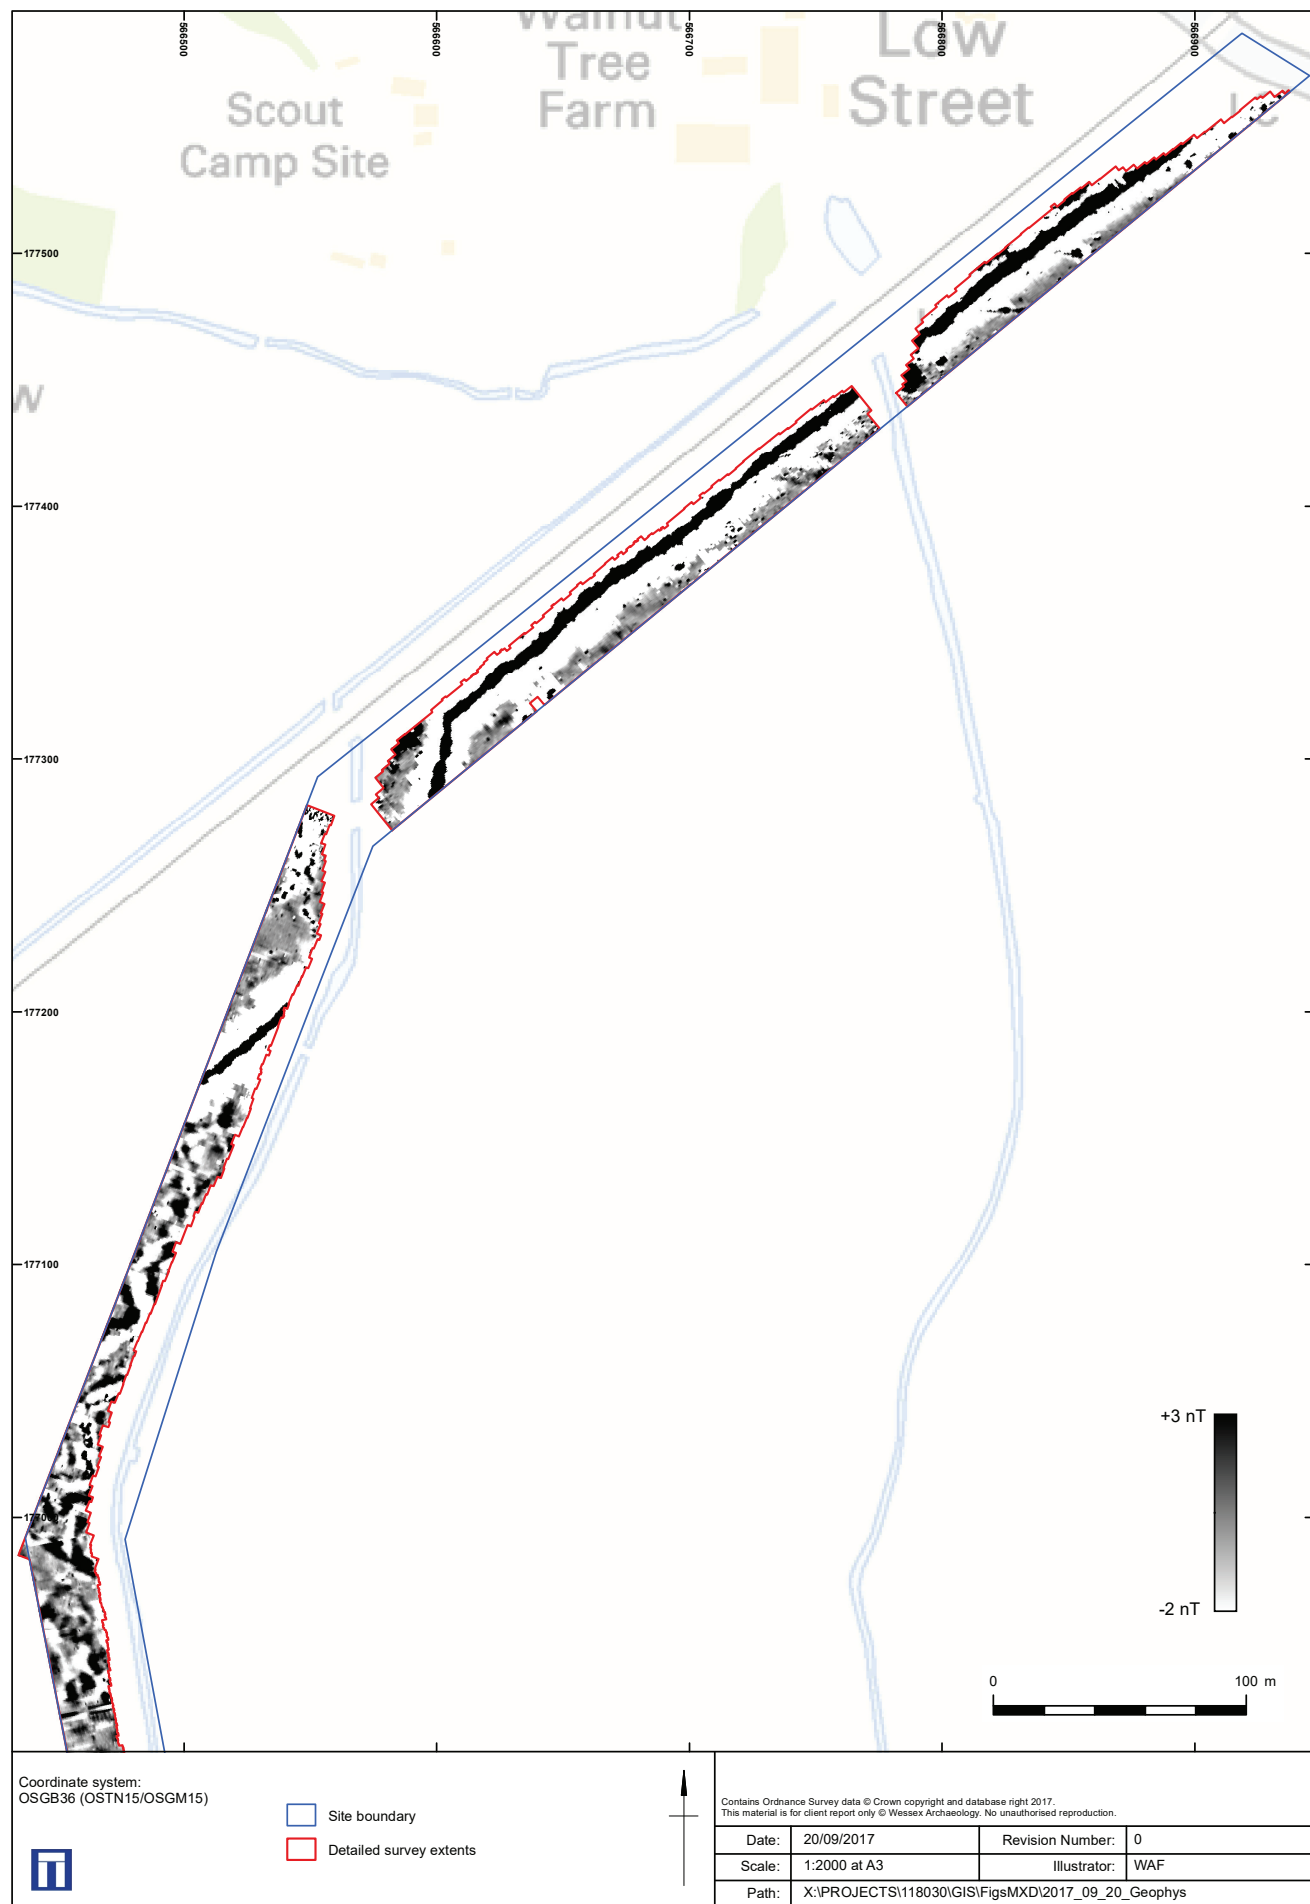 566500
566600
566700
566800
566900
Walnut
Tree
Farm
Low
Street
Scout
Camp Site
Lc
w
177500
177400
177300
177200
177100
177000
+3 nT
-2 nT
0
100 m
Coordinate system:
OSGB36 (OSTN15/OSGM15)
Site boundary
Detailed survey extents
Contains Ordnance Survey data © Crown copyright and database right 2017.
This material is for client report only © Wessex Archaeology. No unauthorised reproduction.
Date: 20/09/2017 Revision Number: 0
Scale: 1:2000 at A3 Illustrator: WAF
Path: X:\PROJECTS\118030\GIS\FigsMXD\2017_09_20_Geophys